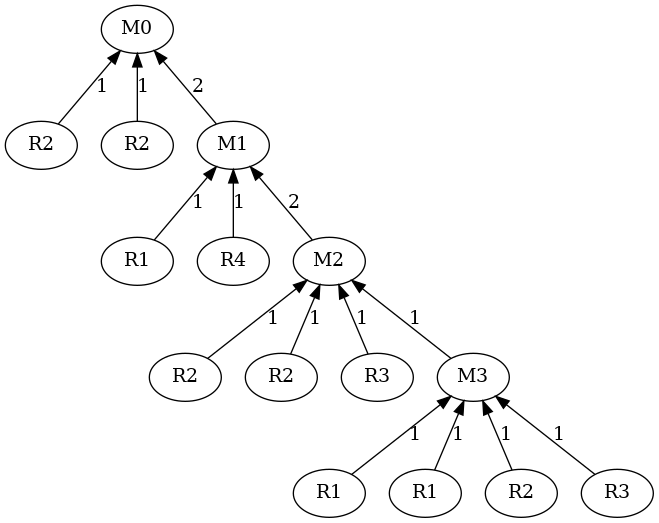 M0
1 1 2
R2 R2 M1
1 1 2
R1 R4 M2
1 1 1 1
R2 R2 R3 M3
1 1 1 1
R1 R1 R2 R3